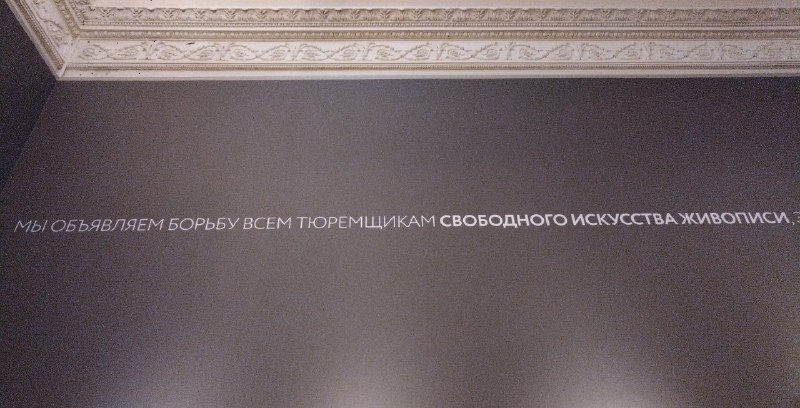 МЫ ОБЪЯВЛЯЕМ БОРЬБУ ВСЕМ ТЮРЕМЩИКАМ СВОБОДНОГО ИСКУССТВА ЖИВОПИСИ,